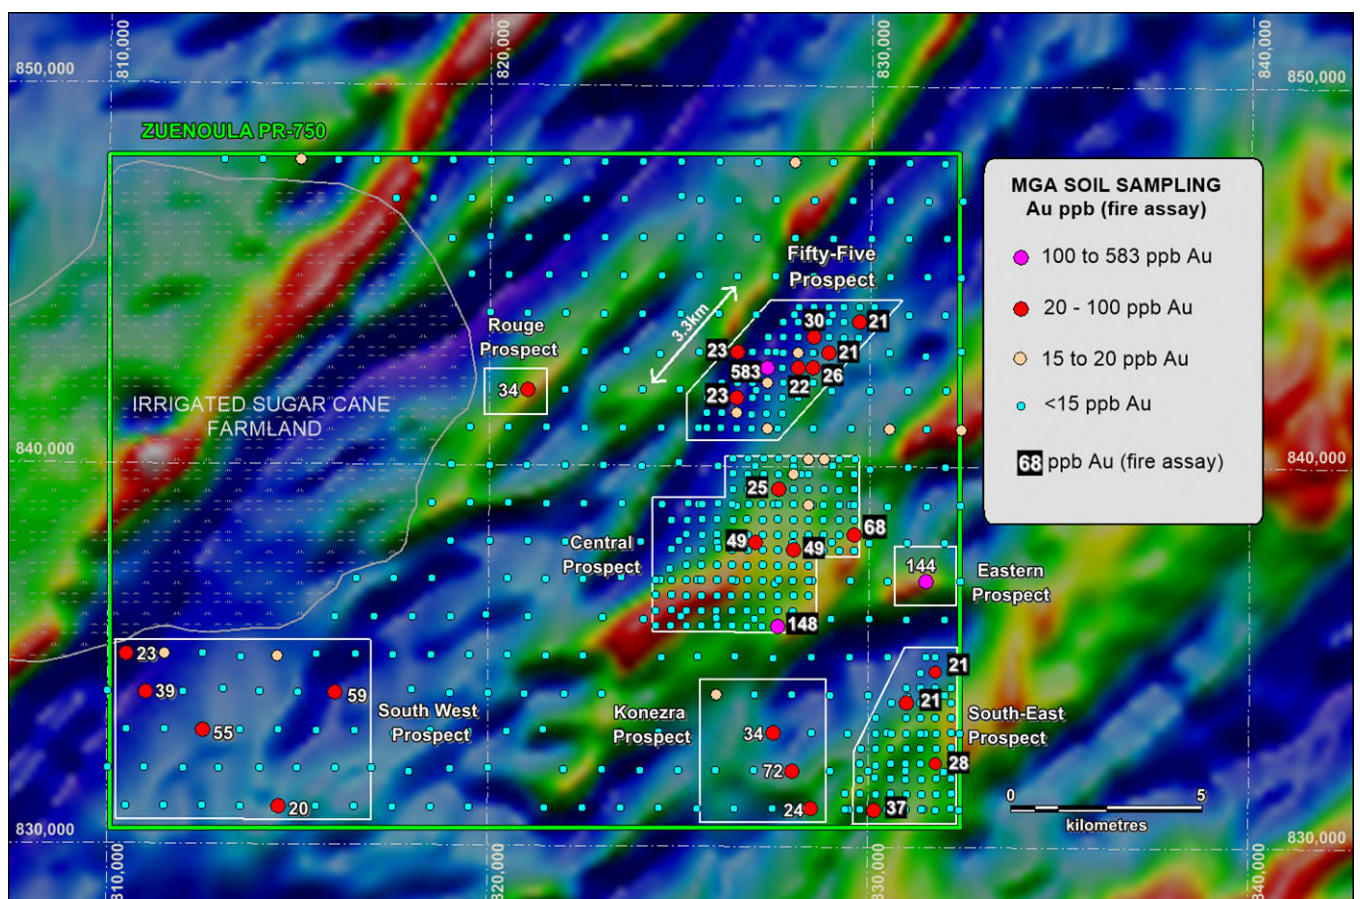 810,000
820,000
830,000
840,000
850,000
850,000
ZUENOULA PR-750
MGA SOIL SAMPLING
Au ppb (fire assay)
100 to 583 ppb Au
20 - 100 ppb Au
15 to 20 ppb Au
<15 ppb Au
68 ppb Au (fire assay)
Fifty-Five
Prospect
3.3km
30
21
23
21
583
22
26
23
Rouge
Prospect
34
IRRIGATED SUGAR CANE
FARMLAND
840,000
840,000
25
68
49
49
Central
Prospect
144
Eastern
Prospect
148
23
39
59
55
20
South West
Prospect
Konezra
Prospect
34
72
24
21
21
28
37
South-East
Prospect
0
5
kilometres
830,000
830,000
810,000
820,000
830,000
840,000